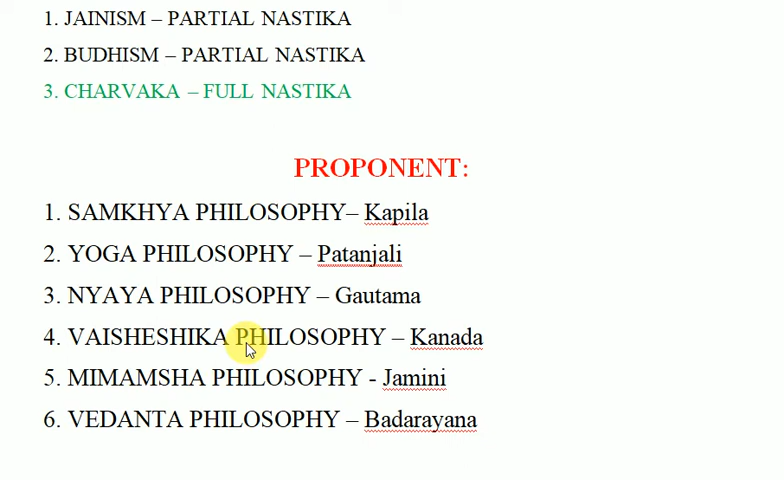 1. JAINISM – PARTIAL NASTIKA
2. BUDHISM – PARTIAL NASTIKA
3. CHARVAKA – FULL NASTIKA
PROPONENT:
1. SAMKHYA PHILOSOPHY– Kapila
2. YOGA PHILOSOPHY – Patanjali
3. NYAYA PHILOSOPHY – Gautama
4. VAISHESHIKA PHILOSOPHY – Kanada
5. MIMAMSHA PHILOSOPHY - Jamini
6. VEDANTA PHILOSOPHY – Badarayana